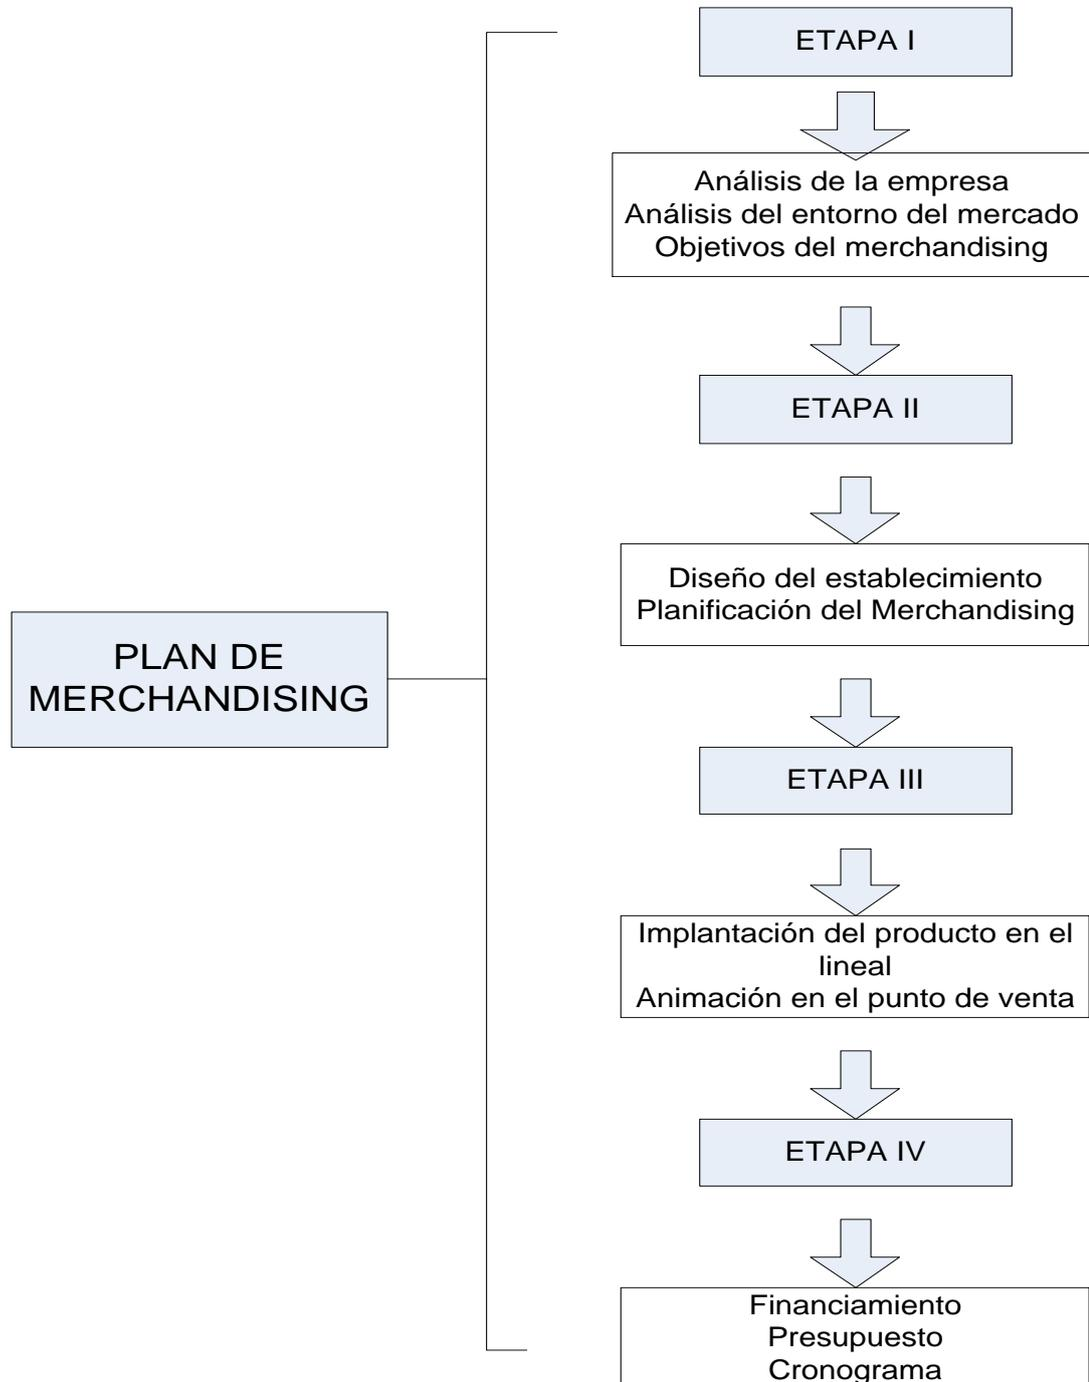 ETAPA I
Análisis de la empresa
Análisis del entorno del mercado
Objetivos del merchandising
ETAPA II
Diseño del establecimiento
Planificación del Merchandising
PLAN DE
MERCHANDISING
ETAPA III
Implantación del producto en el
lineal
Animación en el punto de venta
ETAPA IV
Financiamiento
Presupuesto
Cronograma